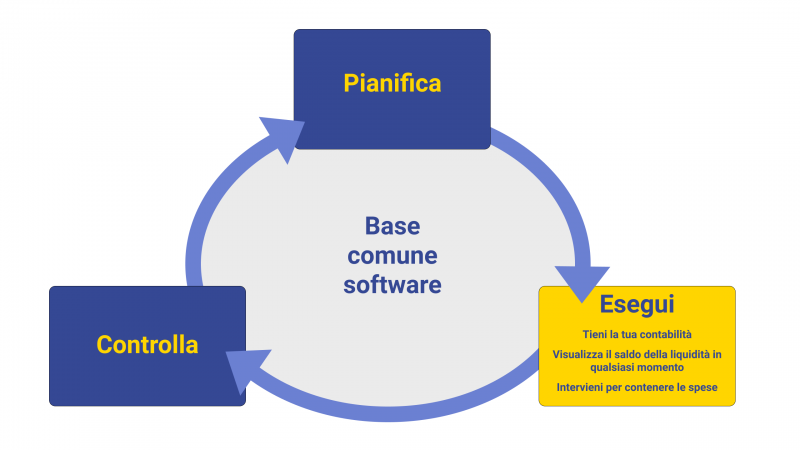 Pianifica
Base
comune
software
Controlla
Esegui
Tieni la tua contabilità
Visualizza il saldo della liquidità in
qualsiasi momento
Intervieni per contenere le spese